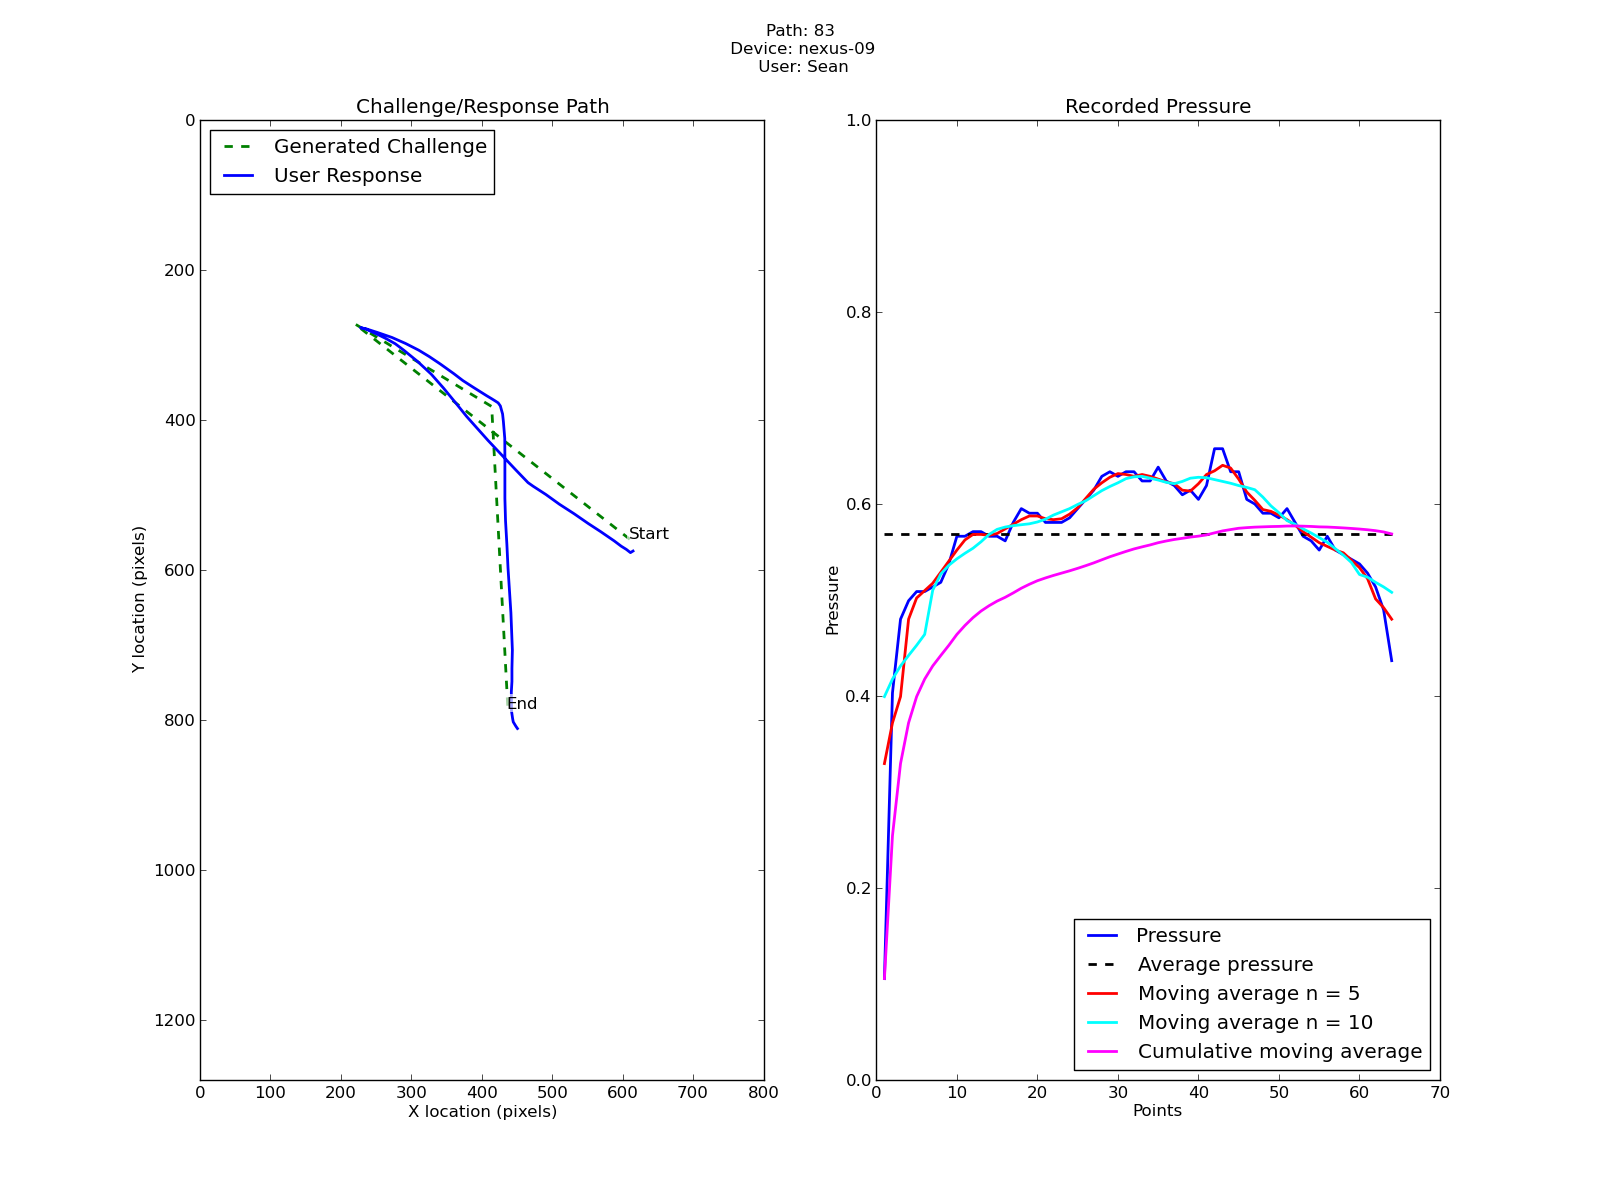 Path: 83
Device: nexus-09
User: Sean
Challenge/Response Path
Generated Challenge
User Response
0
200
400
600
800
1000
1200
Y location (pixels)
Start
End
0 100 200 300 400 500 600 700 800
X location (pixels)
Recorded Pressure
1.0
0.8
0.6
0.4
0.2
0.0
Pressure
Pressure
Average pressure
Moving average n = 5
Moving average n = 10
Cumulative moving average
0 10 20 30 40 50 60 70
Points